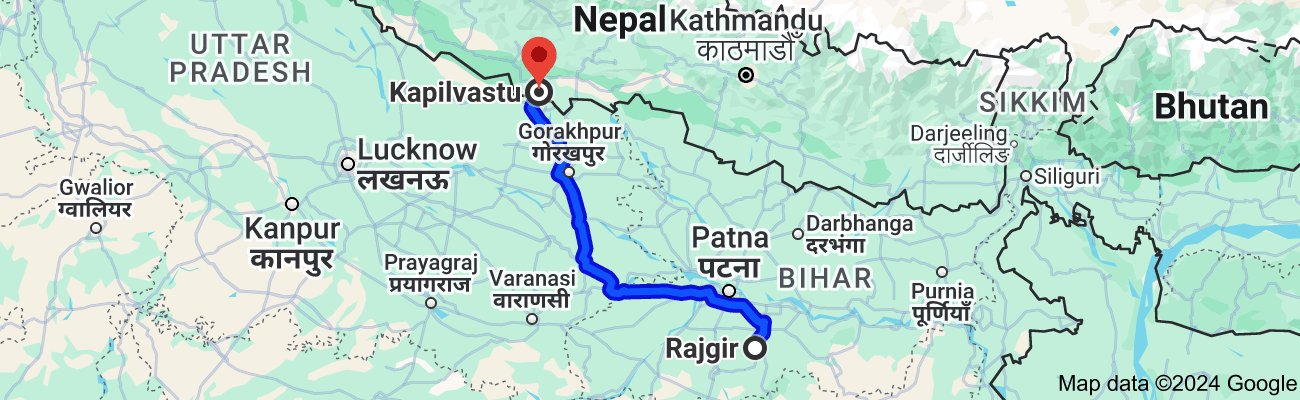 Nepal
Kathmandu
काठमाडौँ
UTTAR
PRADESH
Kapilvastu
SIKKIM
Bhutan
Gorakhpur
गोरखपुर
Darjeeling
दार्जीलिङ
Lucknow
लखनऊ
Siliguri
Gwalior
ग्वालियर
Kanpur
कानपुर
Darbhanga
दरभंगा
Patna
पटना
BIHAR
Prayagraj
प्रयागराज
Varanasi
वाराणसी
Purnia
पूर्णियाँ
Rajgir
Map data ©2024 Google